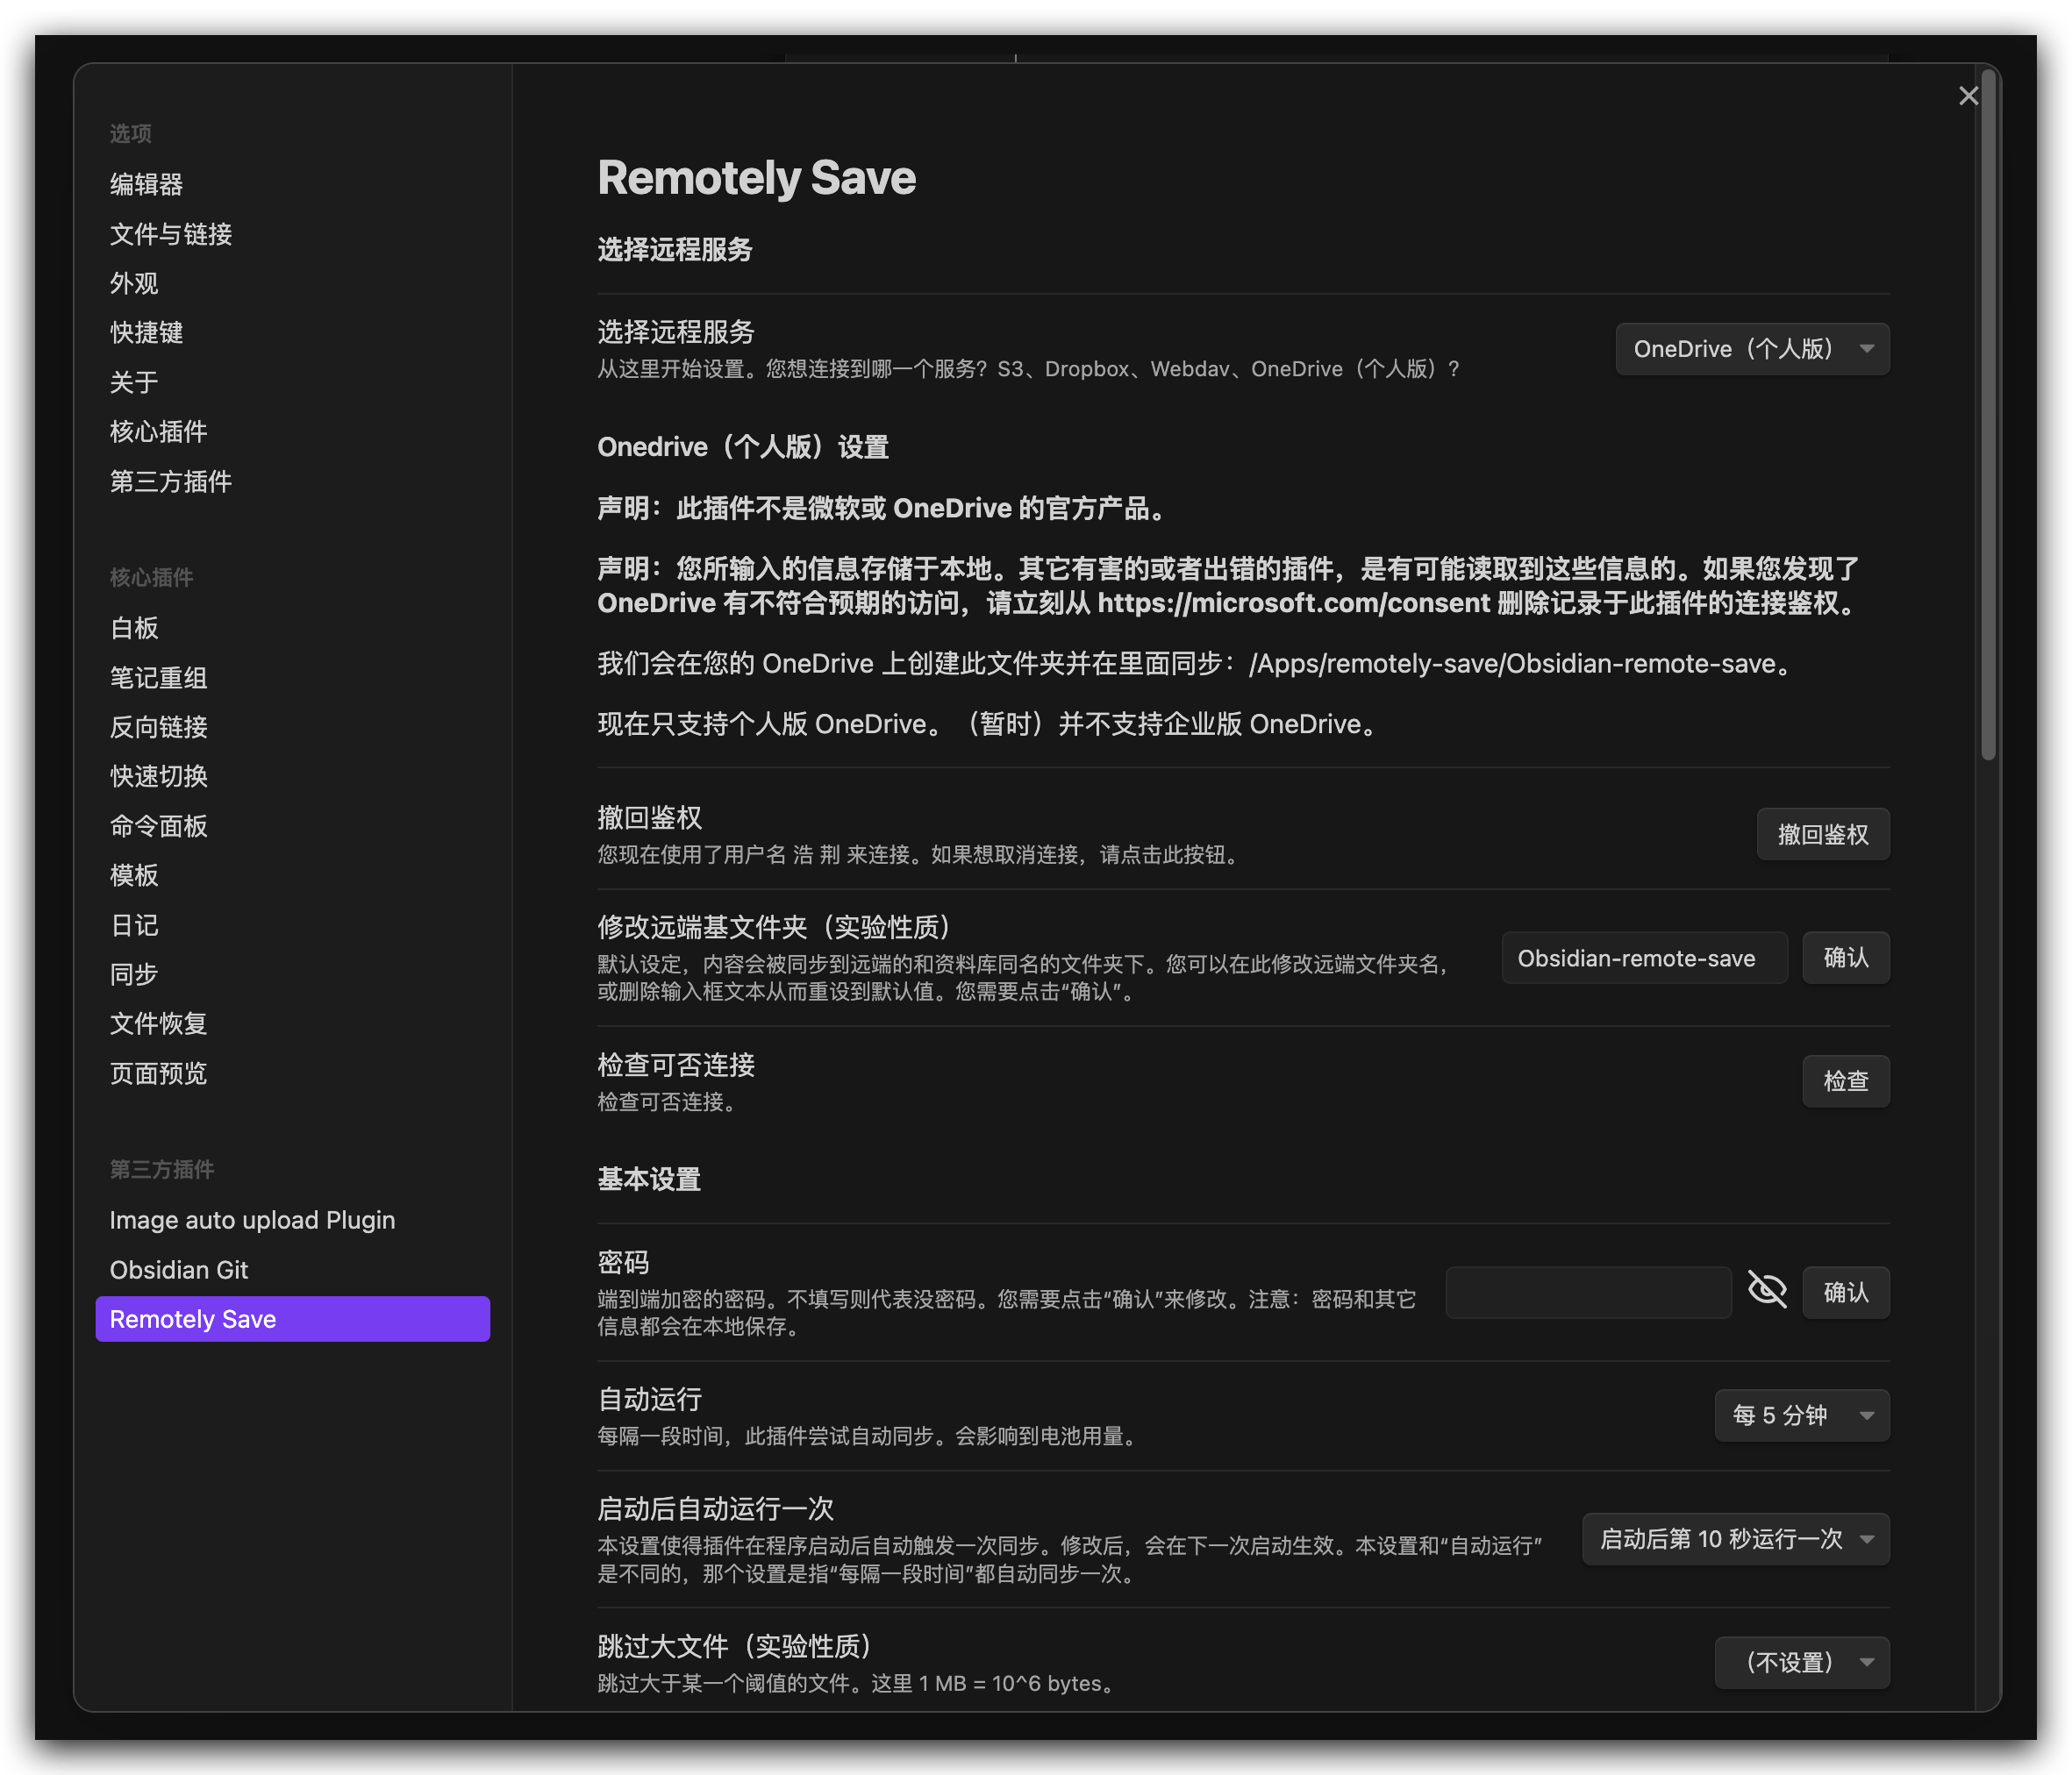 选项
编辑器
文件与链接
外观
快捷键
关于
核心插件
第三方插件
核心插件
白板
笔记重组
反向链接
快速切换
命令面板
模板
日记
同步
文件恢复
页面预览
第三方插件
Image auto upload Plugin
Obsidian Git
Remotely Save
Remotely Save
选择远程服务
选择远程服务
从这里开始设置。您想连接到哪一个服务？S3、Dropbox、Webdav、OneDrive（个人版）？
OneDrive（个人版）
Onedrive（个人版）设置
声明：此插件不是微软或 OneDrive 的官方产品。
声明：您所输入的信息存储于本地。其它有害的或者出错的插件，是有可能读取到这些信息的。如果您发现了
OneDrive 有不符合预期的访问，请立刻从 https://microsoft.com/consent 删除记录于此插件的连接鉴权。
我们会在您的 OneDrive 上创建此文件夹并在里面同步：/Apps/remotely-save/Obsidian-remote-save。
现在只支持个人版 OneDrive。（暂时）并不支持企业版 OneDrive。
撤回鉴权
您现在使用了用户名 浩 荆 来连接。如果想取消连接，请点击此按钮。
撤回鉴权
修改远端基文件夹（实验性质）
默认设定，内容会被同步到远端的和资料库同名的文件夹下。您可以在此修改远端文件夹名，
或删除输入框文本从而重设到默认值。您需要点击“确认”。
Obsidian-remote-save
确认
检查可否连接
检查可否连接。
检查
基本设置
密码
端到端加密的密码。不填写则代表没密码。您需要点击“确认”来修改。注意：密码和其它
信息都会在本地保存。
确认
自动运行
每隔一段时间，此插件尝试自动同步。会影响到电池用量。
每 5 分钟
启动后自动运行一次
本设置使得插件在程序启动后自动触发一次同步。修改后，会在下一次启动生效。本设置和“自动运行”
是不同的，那个设置是指“每隔一段时间”都自动同步一次。
启动后第 10 秒运行一次
跳过大文件（实验性质）
跳过大于某一个阈值的文件。这里 1 MB = 10^6 bytes。
（不设置）